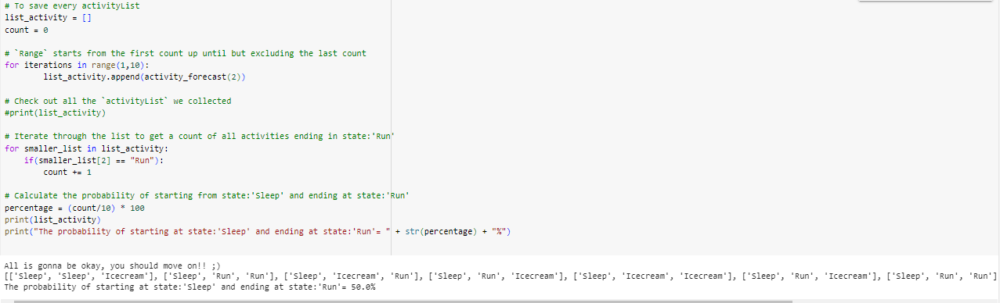 # To save every activityList
list_activity = []
count = 0
# `Range` starts from the first count up until but excluding the last count
for iterations in range(1,10):
        list_activity.append(activity_forecast(2))
# Check out all the `activityList` we collected
#print(list_activity)
# Iterate through the list to get a count of all activities ending in state:'Run'
for smaller_list in list_activity:
    if(smaller_list[2] == "Run"):
        count += 1
# Calculate the probability of starting from state:'Sleep' and ending at state:'Run'
percentage = (count/10) * 100
print(list_activity)
print("The probability of starting at state:'Sleep' and ending at state:'Run'= " + str(percentage) + "%")
All is gonna be okay, you should move on!! ;)
[['Sleep', 'Sleep', 'Icecream'], ['Sleep', 'Run', 'Run'], ['Sleep', 'Icecream', 'Run'], ['Sleep', 'Run', 'Icecream'], ['Sleep', 'Icecream', 'Icecream'], ['Sleep', 'Run', 'Icecream'], ['Sleep', 'Run', 'Run']
The probability of starting at state:'Sleep' and ending at state:'Run'= 50.0%